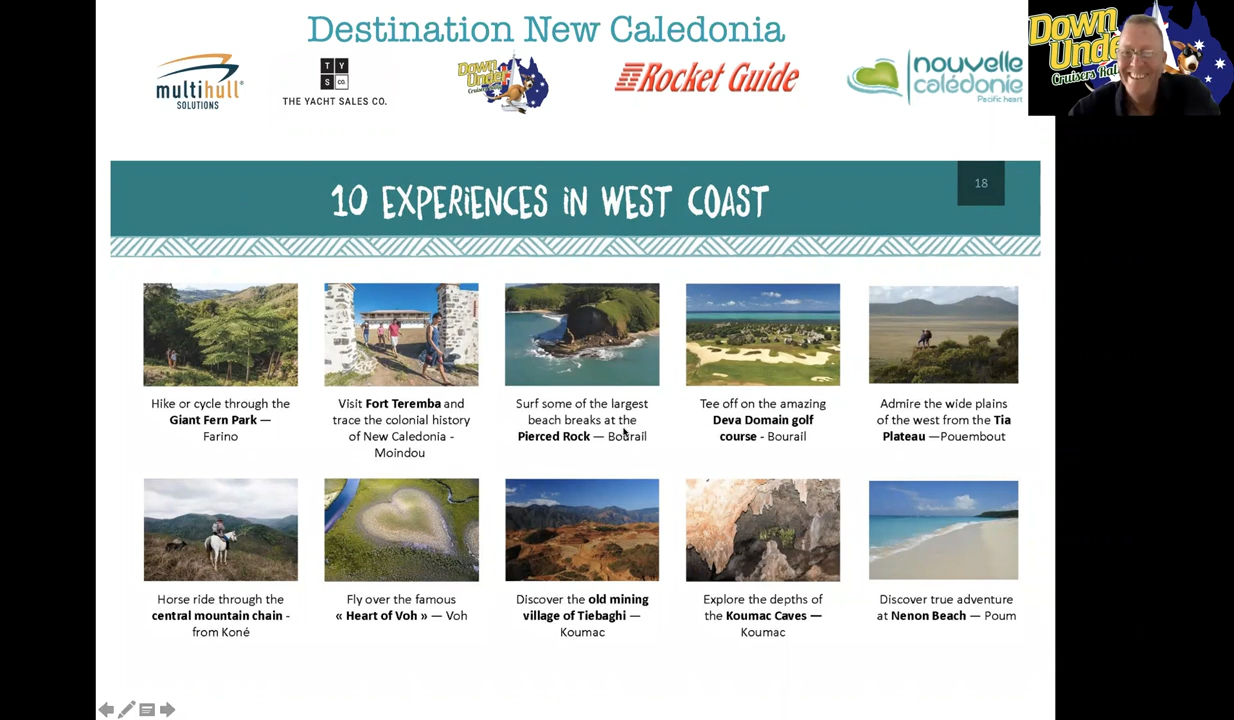 Destination New Caledonia
multihull
SOLUTIONS
T Y
S CO.
THE YACHT SALES CO.
Down
Under
Rocket Guide
nouvelle
calédonie
Pacific heart
Down
Cruisers
10 EXPERIENCES IN WEST COAST
18
Hike or cycle through the
Giant Fern Park —
Farino
Visit Fort Teremba and
trace the colonial history
of New Caledonia -
Moindou
Surf some of the largest
beach breaks at the
Pierced Rock — Bourail
Tee off on the amazing
Deva Domain golf
course - Bourail
Admire the wide plains
of the west from the Tia
Plateau —Pouembout
Horse ride through the
central mountain chain -
from Koné
Fly over the famous
« Heart of Voh » — Voh
Discover the old mining
village of Tiebaghi —
Koumac
Explore the depths of
the Koumac Caves —
Koumac
Discover true adventure
at Nenon Beach — Poum